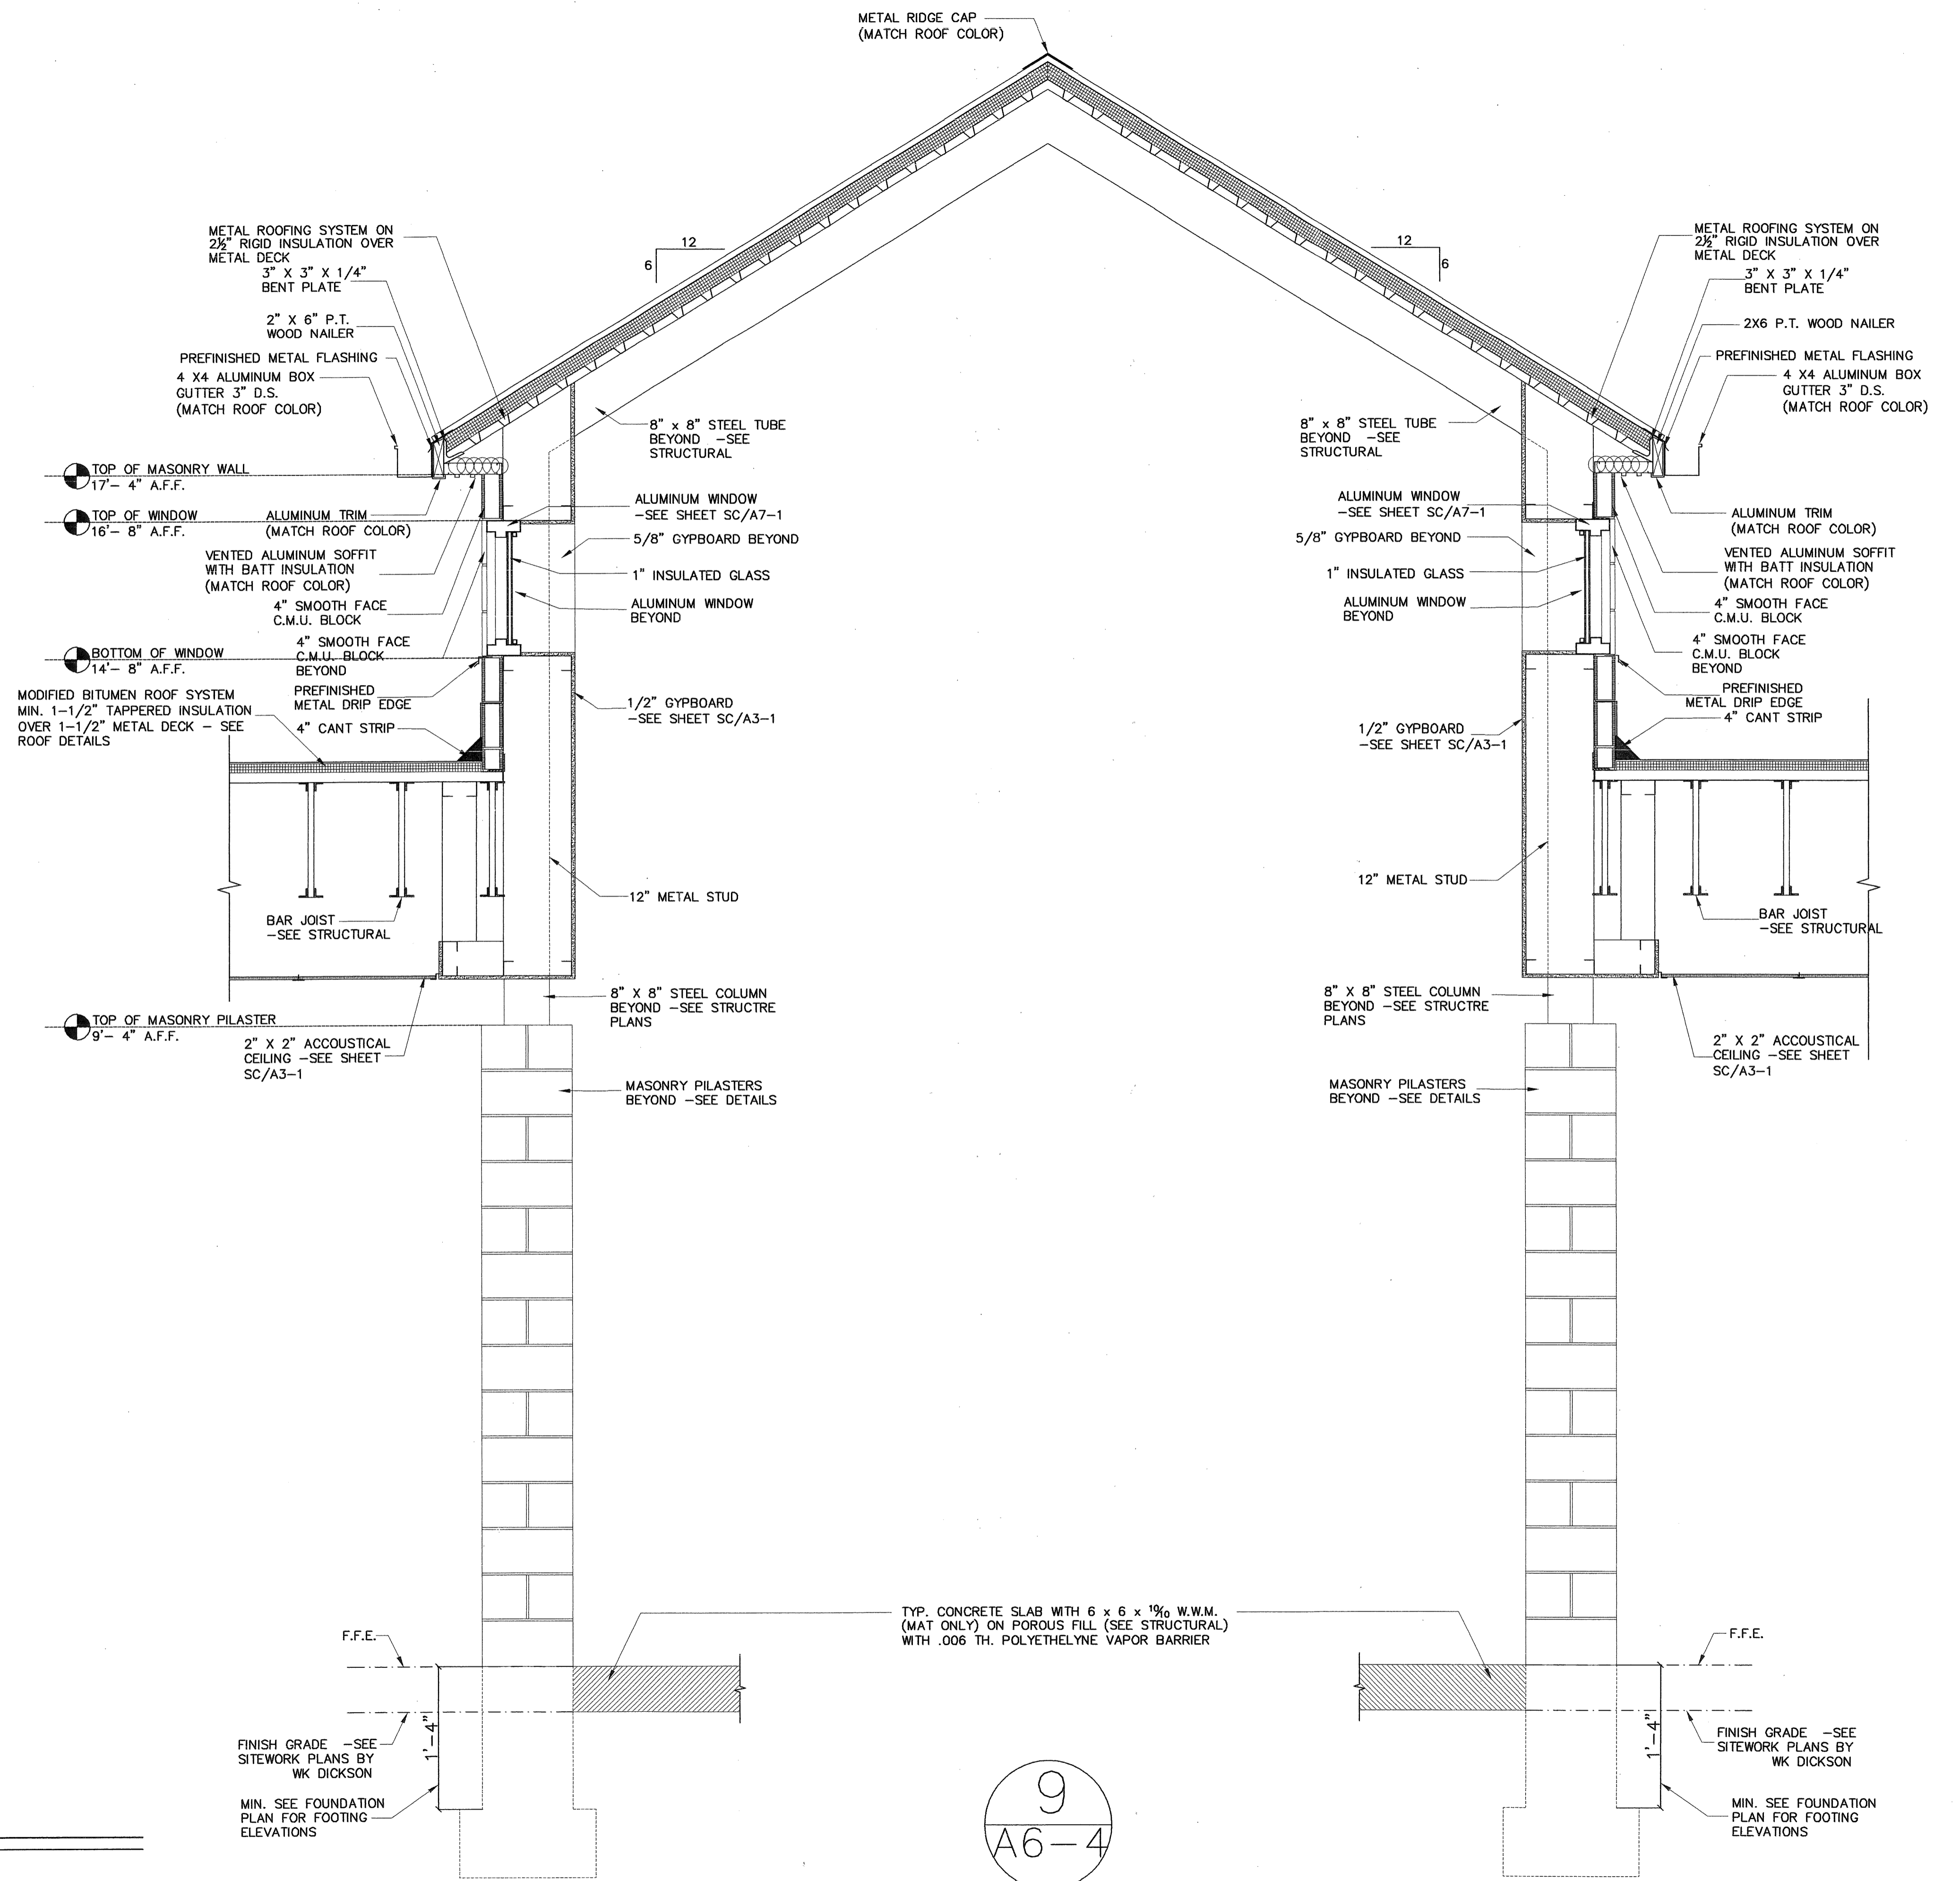 METAL RIDGE CAP
(MATCH ROOF COLOR)
METAL ROOFING SYSTEM ON
2½" RIGID INSULATION OVER
METAL DECK
3" X 3" X 1/4"
BENT PLATE
2" X 6" P.T.
WOOD NAILER
PREFINISHED METAL FLASHING
4 X4 ALUMINUM BOX
GUTTER 3" D.S.
(MATCH ROOF COLOR)
12
6
12
6
METAL ROOFING SYSTEM ON
2½" RIGID INSULATION OVER
METAL DECK
3" X 3" X 1/4"
BENT PLATE
2X6 P.T. WOOD NAILER
PREFINISHED METAL FLASHING
4 X4 ALUMINUM BOX
GUTTER 3" D.S.
(MATCH ROOF COLOR)
8" x 8" STEEL TUBE
BEYOND -SEE
STRUCTURAL
8" x 8" STEEL TUBE
BEYOND -SEE
STRUCTURAL
TOP OF MASONRY WALL
17'- 4" A.F.F.
TOP OF WINDOW
16'- 8" A.F.F.
ALUMINUM TRIM
(MATCH ROOF COLOR)
VENTED ALUMINUM SOFFIT
WITH BATT INSULATION
(MATCH ROOF COLOR)
4" SMOOTH FACE
C.M.U. BLOCK
4" SMOOTH FACE
C.M.U. BLOCK
BEYOND
BOTTOM OF WINDOW
14'- 8" A.F.F.
PREFINISHED
METAL DRIP EDGE
MODIFIED BITUMEN ROOF SYSTEM
MIN. 1-1/2" TAPPERED INSULATION
OVER 1-1/2" METAL DECK - SEE
ROOF DETAILS
4" CANT STRIP
ALUMINUM WINDOW
-SEE SHEET SC/A7-1
5/8" GYPBOARD BEYOND
1" INSULATED GLASS
ALUMINUM WINDOW
BEYOND
1/2" GYPBOARD
-SEE SHEET SC/A3-1
ALUMINUM WINDOW
-SEE SHEET SC/A7-1
5/8" GYPBOARD BEYOND
1" INSULATED GLASS
ALUMINUM WINDOW
BEYOND
1/2" GYPBOARD
-SEE SHEET SC/A3-1
ALUMINUM TRIM
(MATCH ROOF COLOR)
VENTED ALUMINUM SOFFIT
WITH BATT INSULATION
(MATCH ROOF COLOR)
4" SMOOTH FACE
C.M.U. BLOCK
4" SMOOTH FACE
C.M.U. BLOCK
BEYOND
PREFINISHED
METAL DRIP EDGE
4" CANT STRIP
12" METAL STUD
12" METAL STUD
BAR JOIST
-SEE STRUCTURAL
BAR JOIST
-SEE STRUCTURAL
8" X 8" STEEL COLUMN
BEYOND -SEE STRUCTRE
PLANS
8" X 8" STEEL COLUMN
BEYOND -SEE STRUCTRE
PLANS
TOP OF MASONRY PILASTER
9'- 4" A.F.F.
2" X 2" ACCOUSTICAL
CEILING -SEE SHEET
SC/A3-1
2" X 2" ACCOUSTICAL
CEILING -SEE SHEET
SC/A3-1
MASONRY PILASTERS
BEYOND -SEE DETAILS
MASONRY PILASTERS
BEYOND -SEE DETAILS
TYP. CONCRETE SLAB WITH 6 x 6 x 10/10 W.W.M.
(MAT ONLY) ON POROUS FILL (SEE STRUCTURAL)
WITH .006 TH. POLYETHELYNE VAPOR BARRIER
F.F.E.
F.F.E.
1'-4"
1'-4"
FINISH GRADE -SEE
SITEWORK PLANS BY
WK DICKSON
MIN. SEE FOUNDATION
PLAN FOR FOOTING
ELEVATIONS
FINISH GRADE -SEE
SITEWORK PLANS BY
WK DICKSON
MIN. SEE FOUNDATION
PLAN FOR FOOTING
ELEVATIONS
9
A6-4